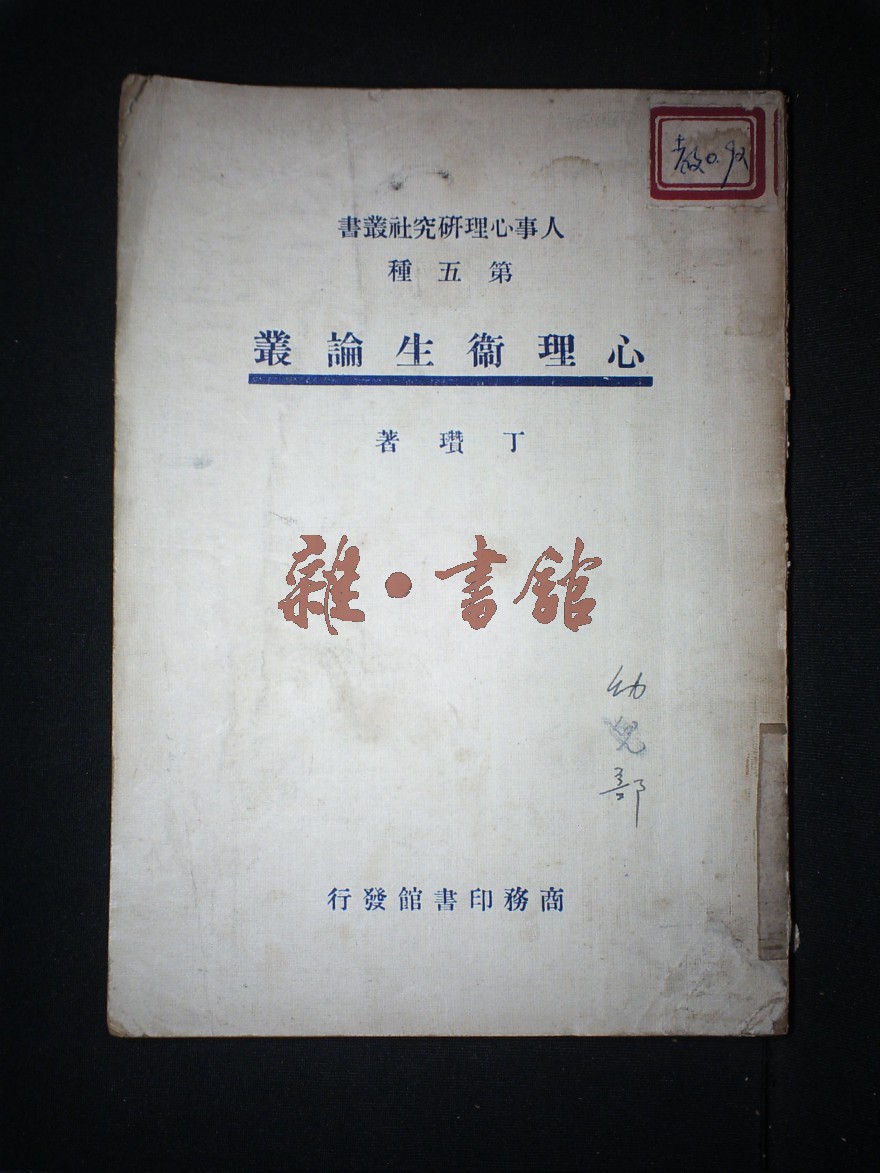 人事心理研究社叢書
第五種
心理衞生論叢
丁瓚著
雜·書館
幼兒部
商務印書館發行